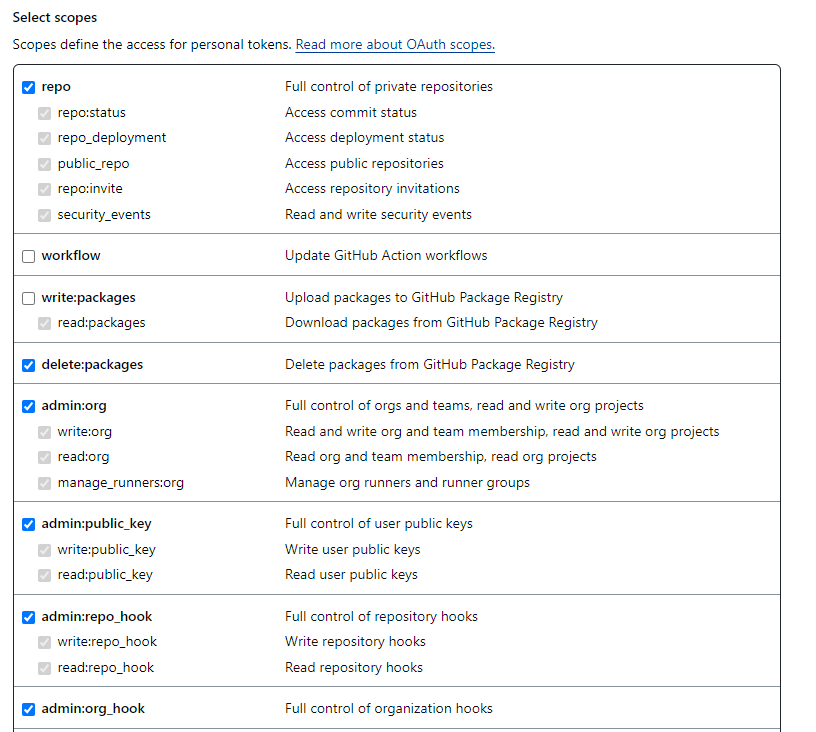 Select scopes
Scopes define the access for personal tokens. Read more about OAuth scopes.
repo Full control of private repositories
repo:status Access commit status
repo_deployment Access deployment status
public_repo Access public repositories
repo:invite Access repository invitations
security_events Read and write security events
workflow Update GitHub Action workflows
write:packages Upload packages to GitHub Package Registry
read:packages Download packages from GitHub Package Registry
delete:packages Delete packages from GitHub Package Registry
admin:org Full control of orgs and teams, read and write org projects
write:org Read and write org and team membership, read and write org projects
read:org Read org and team membership, read org projects
manage_runners:org Manage org runners and runner groups
admin:public_key Full control of user public keys
write:public_key Write user public keys
read:public_key Read user public keys
admin:repo_hook Full control of repository hooks
write:repo_hook Write repository hooks
read:repo_hook Read repository hooks
admin:org_hook Full control of organization hooks